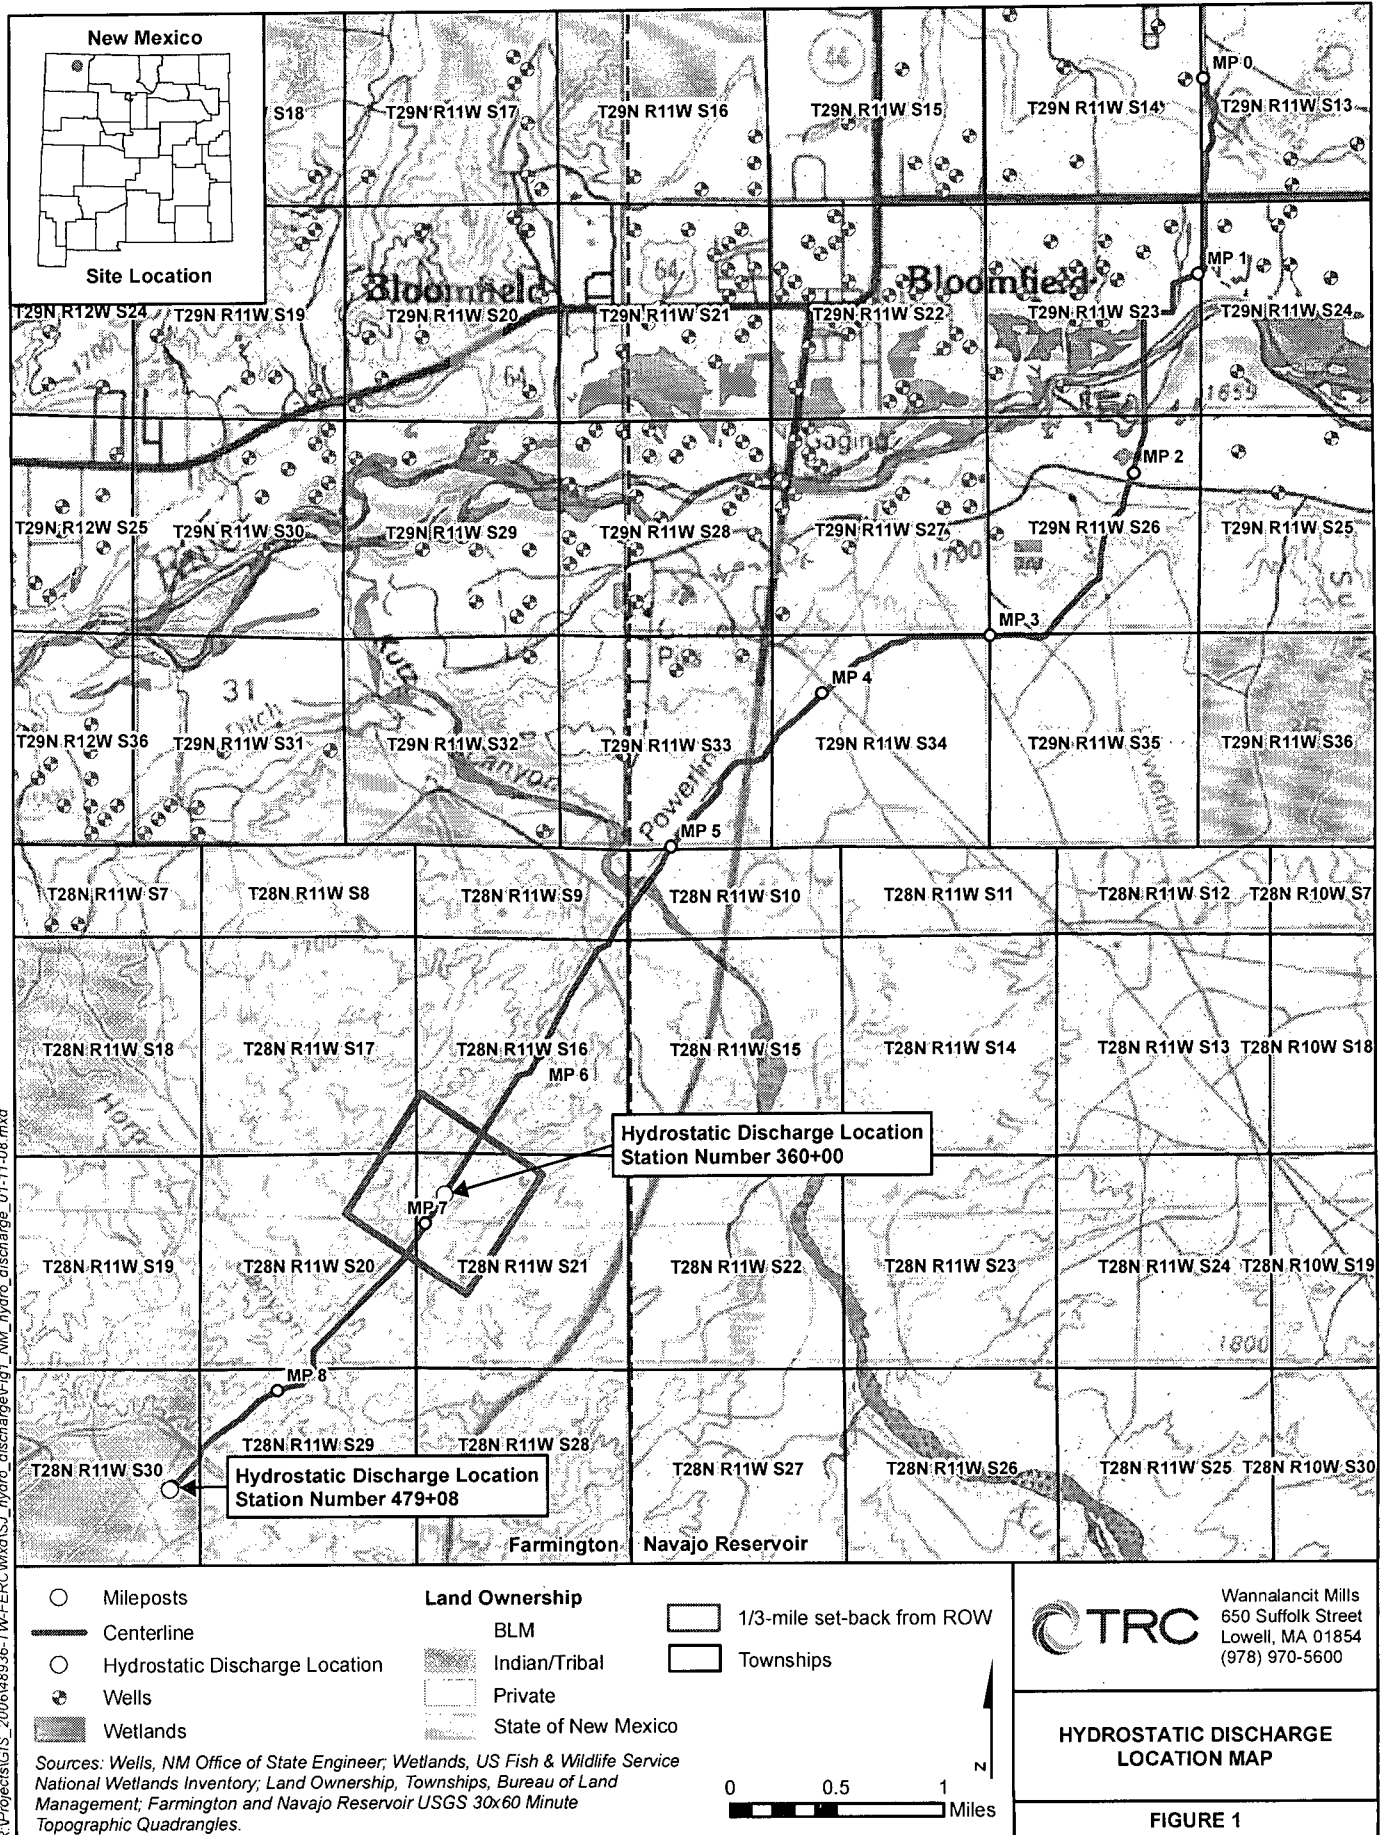 New Mexico
Site Location
MP 0
44
S18
T29N R11W S17
T29N R11W S16
T29N R11W S15
T29N R11W S14
T29N R11W S13
64
MP 1
Bloomfield
Bloomfield
T29N R12W S24
T29N R11W S19
T29N R11W S20
T29N R11W S21
T29N R11W S22
T29N R11W S23
T29N R11W S24
1700
64
1659
Gaging
MP 2
T29N R12W S25
T29N R11W S30
T29N R11W S29
T29N R11W S28
T29N R11W S27
T29N R11W S26
T29N R11W S25
1700
MP 3
Kutz
MP 4
31
Ditch
T29N R12W S36
T29N R11W S31
T29N R11W S32
T29N R11W S33
T29N R11W S34
T29N R11W S35
T29N R11W S36
Canyon
Powerline
MP 5
T28N R11W S7
T28N R11W S8
T28N R11W S9
T28N R11W S10
T28N R11W S11
T28N R11W S12
T28N R10W S7
T28N R11W S18
T28N R11W S17
T28N R11W S16
T28N R11W S15
T28N R11W S14
T28N R11W S13
T28N R10W S18
MP 6
Horn
Hydrostatic Discharge Location
Station Number 360+00
MP 7
T28N R11W S19
T28N R11W S20
T28N R11W S21
T28N R11W S22
T28N R11W S23
T28N R11W S24
T28N R10W S19
Canyon
1800
MP 8
T28N R11W S30
T28N R11W S29
T28N R11W S28
T28N R11W S27
T28N R11W S26
T28N R11W S25
T28N R10W S30
Hydrostatic Discharge Location
Station Number 479+08
Farmington
Navajo Reservoir
Mileposts
Centerline
Hydrostatic Discharge Location
Wells
Wetlands
Land Ownership
BLM
Indian/Tribal
Private
State of New Mexico
1/3-mile set-back from ROW
Townships
Sources: Wells, NM Office of State Engineer; Wetlands, US Fish & Wildlife Service
National Wetlands Inventory; Land Ownership, Townships, Bureau of Land
Management; Farmington and Navajo Reservoir USGS 30x60 Minute
Topographic Quadrangles.
N
0 0.5 1
Miles
TRC
Wannalancit Mills
650 Suffolk Street
Lowell, MA 01854
(978) 970-5600
HYDROSTATIC DISCHARGE
LOCATION MAP
FIGURE 1